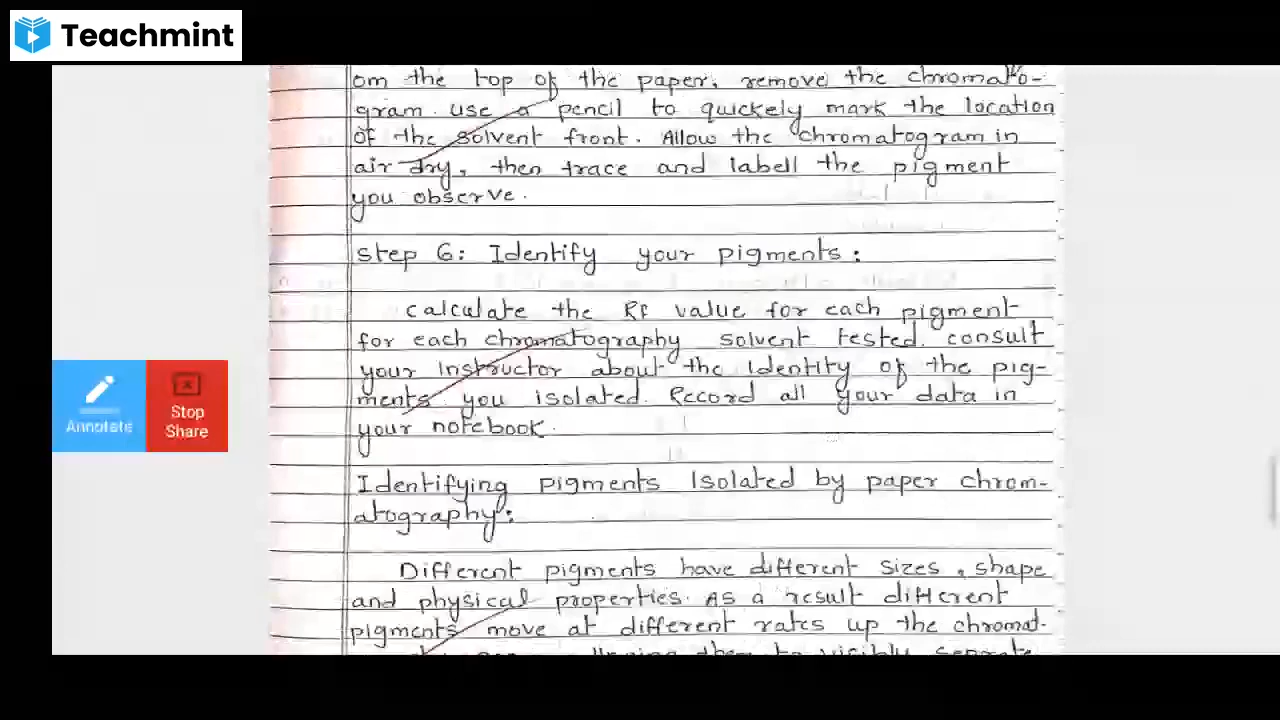 Teachmint
om the top of the paper, remove the chromato-
gram. use a pencil to quickely mark the location
of the solvent front. Allow the chromatogram in
air dry, then trace and labell the pigment
you observe.
step 6: Identify your pigments:
calculate the Rf value for each pigment
for each chromatography solvent tested. consult
your instructor about the identity of the pig-
ments you isolated. Record all your data in
your notebook.
Annotate
Stop
Share
Identifying pigments isolated by paper chrom-
atography:
Different pigments have different sizes, shape
and physical properties. As a result different
pigments move at different rates up the chromat-
them to visibly separate